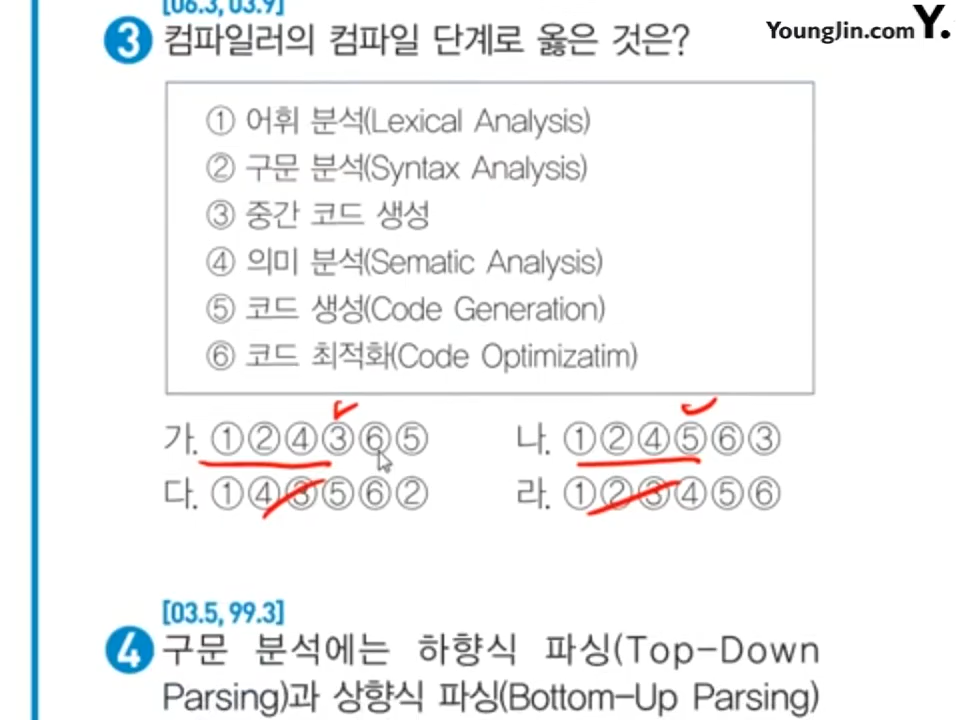 [06.3, 03.9]
YoungJin.com Y.
3 컴파일러의 컴파일 단계로 옳은 것은?
① 어휘 분석(Lexical Analysis)
② 구문 분석(Syntax Analysis)
③ 중간 코드 생성
④ 의미 분석(Sematic Analysis)
⑤ 코드 생성(Code Generation)
⑥ 코드 최적화(Code Optimizatim)
가. ①②④③⑥⑤ 나. ①②④⑤⑥③
다. ①④③⑤⑥② 라. ①②③④⑤⑥
[03.5, 99.3]
4 구문 분석에는 하향식 파싱(Top-Down
Parsing)과 상향식 파싱(Bottom-Up Parsing)